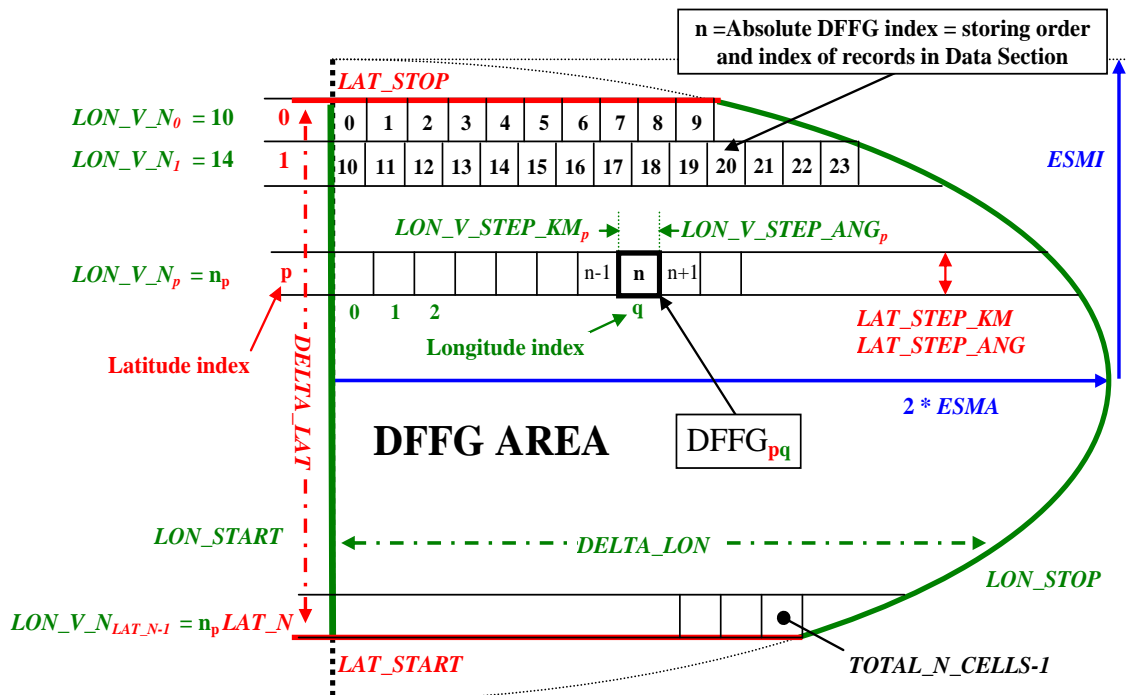 n =Absolute DFFG index = storing order
and index of records in Data Section
LAT_STOP
LON_V_N0 = 10 0 0 1 2 3 4 5 6 7 8 9
LON_V_N1 = 14 1 10 11 12 13 14 15 16 17 18 19 20 21 22 23
ESMI
LON_V_STEP_KMp LON_V_STEP_ANGp
LON_V_Np = np p n-1 n n+1
0 1 2 q
LAT_STEP_KM
LAT_STEP_ANG
Latitude index
Longitude index
DELTA_LAT
2 * ESMA
DFFG AREA
DFFGpq
LON_START
DELTA_LON
LON_STOP
LON_V_NLAT_N-1 = np LAT_N
LAT_START
TOTAL_N_CELLS-1